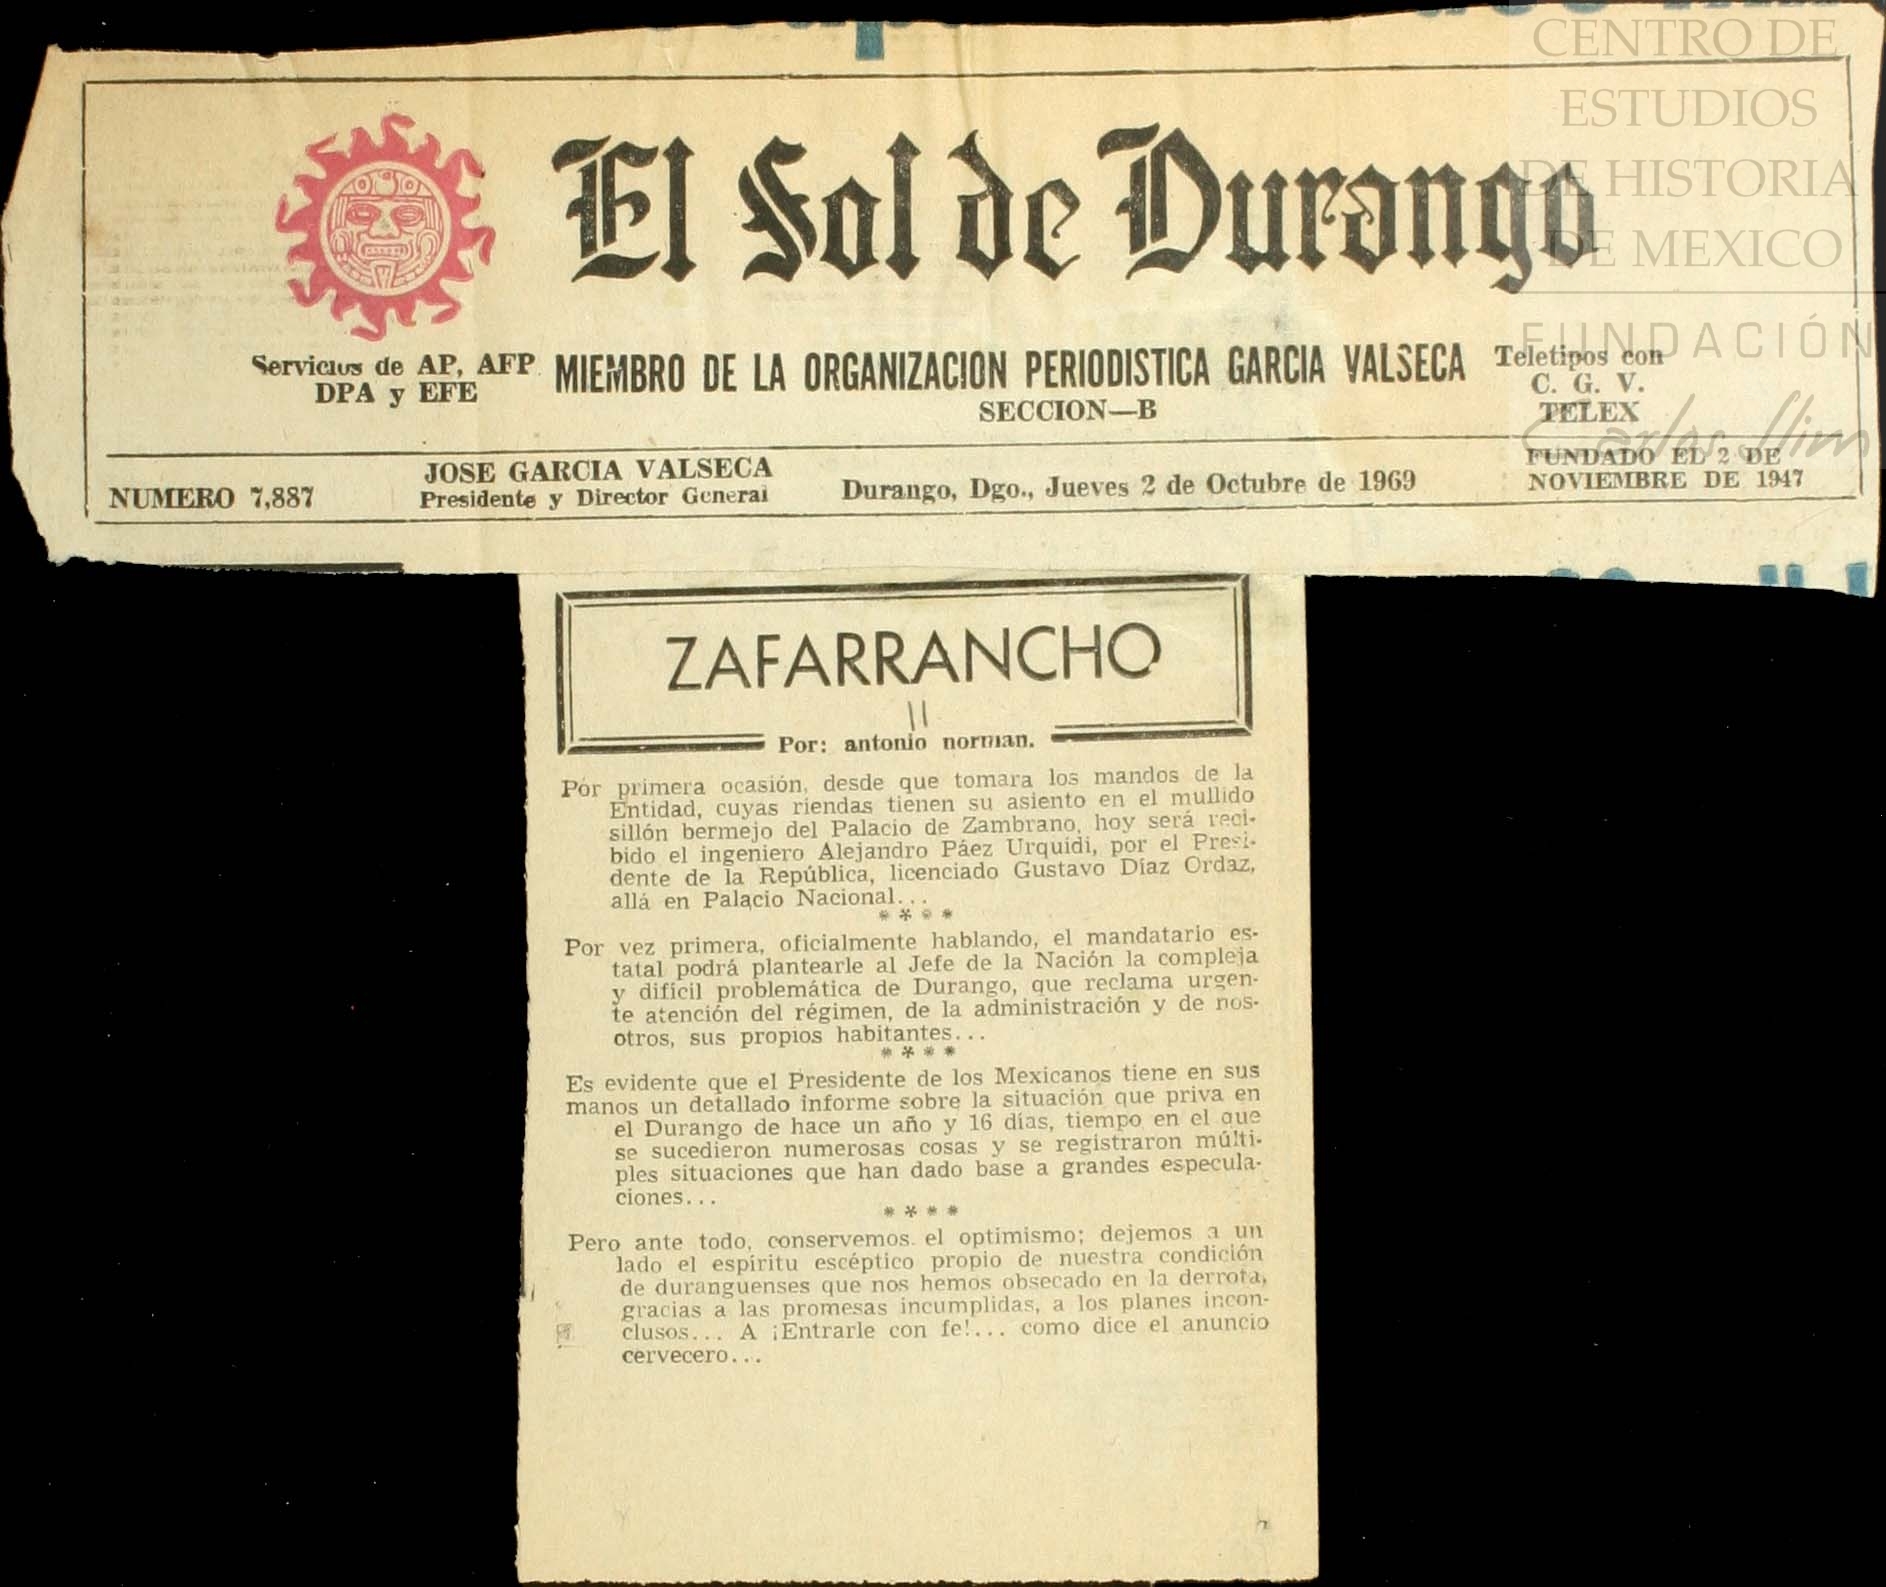 CENTRO DE
ESTUDIOS
DE HISTORIA
DE MEXICO
FUNDACIÓN
Carlos Slim
El Sol de Durango
Servicios de AP, AFP
DPA y EFE
MIEMBRO DE LA ORGANIZACION PERIODISTICA GARCIA VALSECA
SECCION—B
Teletipos con
C. G. V.
TELEX
NUMERO 7,887
JOSE GARCIA VALSECA
Presidente y Director General
Durango, Dgo., Jueves 2 de Octubre de 1969
FUNDADO EL 2 DE
NOVIEMBRE DE 1947
ZAFARRANCHO
11
Por: antonio norman.
Por primera ocasión, desde que tomara los mandos de la
Entidad, cuyas riendas tienen su asiento en el mullido
sillón bermejo del Palacio de Zambrano, hoy será reci-
bido el ingeniero Alejandro Páez Urquidi, por el Presi-
dente de la República, licenciado Gustavo Díaz Ordaz,
allá en Palacio Nacional...
* * * *
Por vez primera, oficialmente hablando, el mandatario es-
tatal podrá plantearle al Jefe de la Nación la compleja
y difícil problemática de Durango, que reclama urgen-
te atención del régimen, de la administración y de nos-
otros, sus propios habitantes...
* * * *
Es evidente que el Presidente de los Mexicanos tiene en sus
manos un detallado informe sobre la situación que priva en
el Durango de hace un año y 16 días, tiempo en el que
se sucedieron numerosas cosas y se registraron múlti-
ples situaciones que han dado base a grandes especula-
ciones...
* * * *
Pero ante todo, conservemos el optimismo; dejemos a un
lado el espíritu escéptico propio de nuestra condición
de duranguenses que nos hemos obsecado en la derrota,
gracias a las promesas incumplidas, a los planes incon-
clusos... A ¡Entrarle con fe!... como dice el anuncio
cervecero...